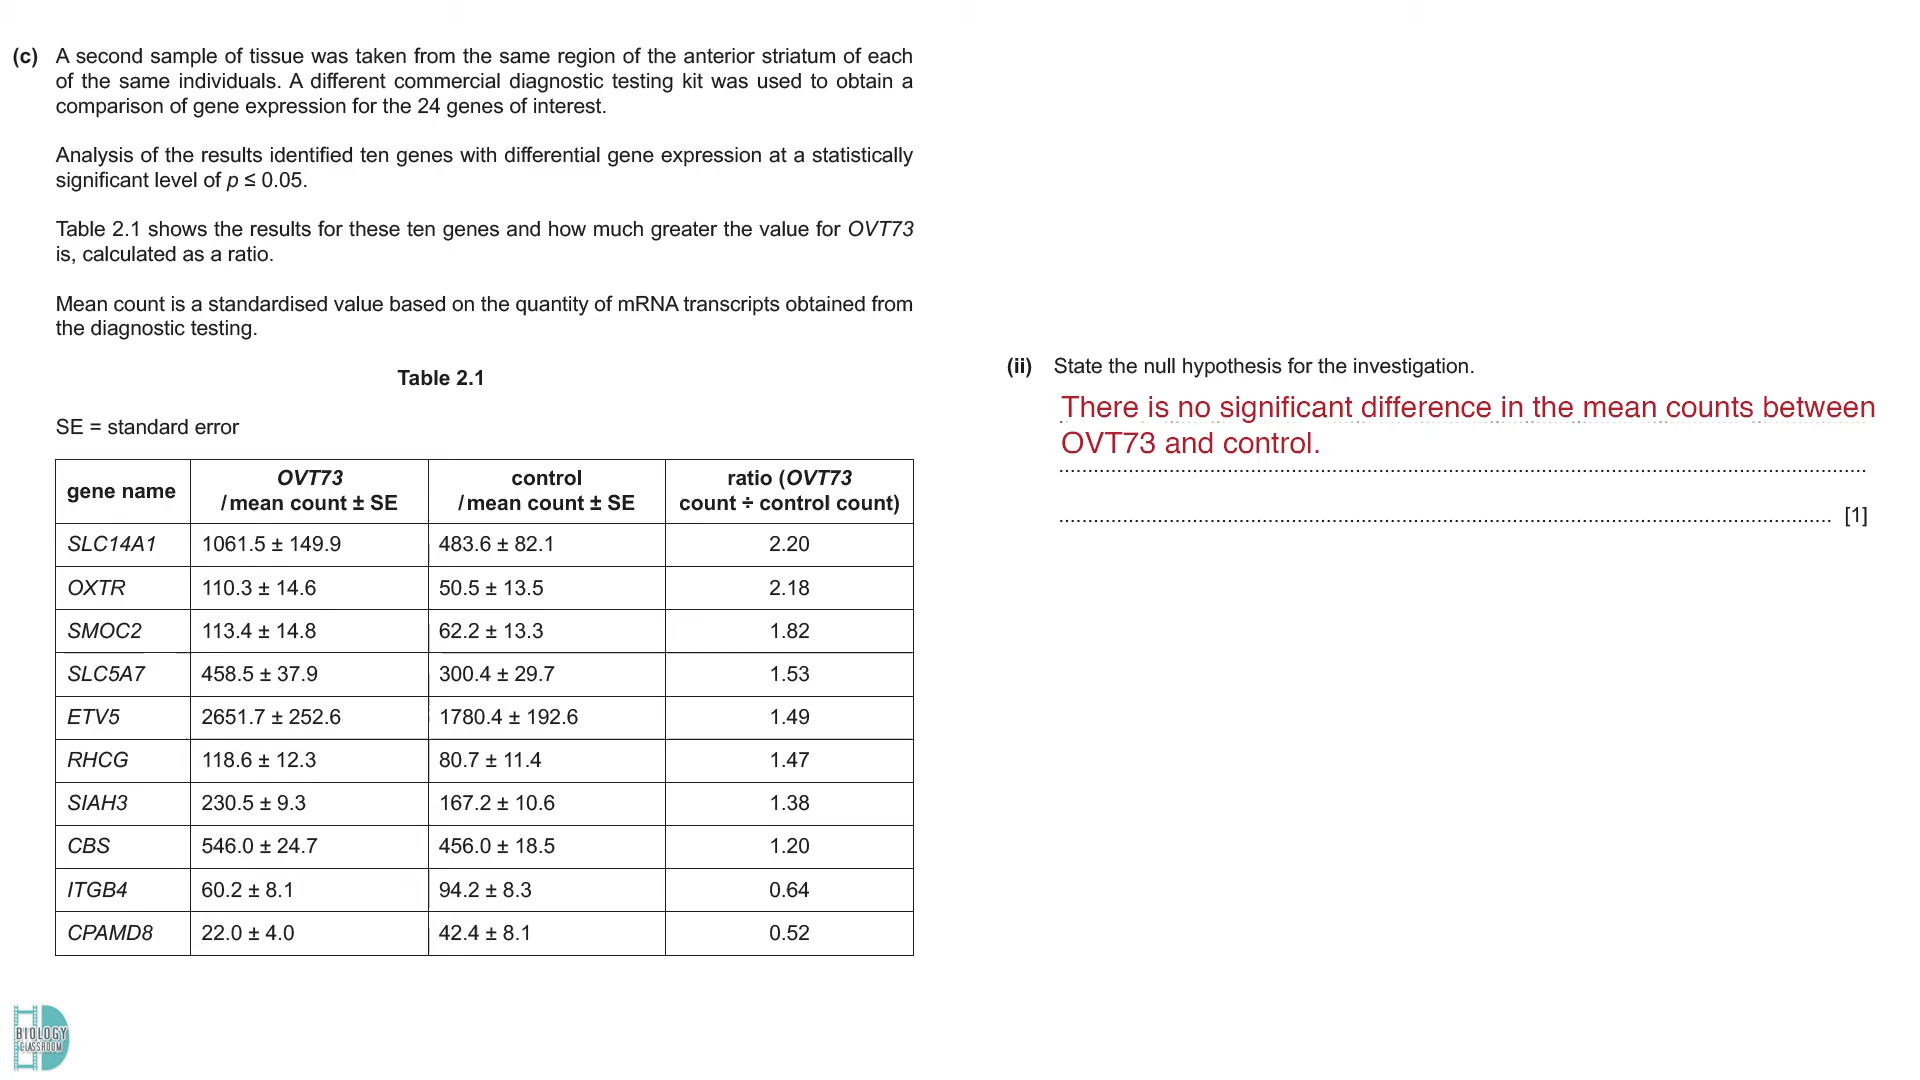 (c) A second sample of tissue was taken from the same region of the anterior striatum of each
of the same individuals. A different commercial diagnostic testing kit was used to obtain a
comparison of gene expression for the 24 genes of interest.
Analysis of the results identified ten genes with differential gene expression at a statistically
significant level of p ≤ 0.05.
Table 2.1 shows the results for these ten genes and how much greater the value for OVT73
is, calculated as a ratio.
Mean count is a standardised value based on the quantity of mRNA transcripts obtained from
the diagnostic testing.
Table 2.1
SE = standard error
gene name | OVT73 /mean count ± SE | control /mean count ± SE | ratio (OVT73 count ÷ control count)
SLC14A1 | 1061.5 ± 149.9 | 483.6 ± 82.1 | 2.20
OXTR | 110.3 ± 14.6 | 50.5 ± 13.5 | 2.18
SMOC2 | 113.4 ± 14.8 | 62.2 ± 13.3 | 1.82
SLC5A7 | 458.5 ± 37.9 | 300.4 ± 29.7 | 1.53
ETV5 | 2651.7 ± 252.6 | 1780.4 ± 192.6 | 1.49
RHCG | 118.6 ± 12.3 | 80.7 ± 11.4 | 1.47
SIAH3 | 230.5 ± 9.3 | 167.2 ± 10.6 | 1.38
CBS | 546.0 ± 24.7 | 456.0 ± 18.5 | 1.20
ITGB4 | 60.2 ± 8.1 | 94.2 ± 8.3 | 0.64
CPAMD8 | 22.0 ± 4.0 | 42.4 ± 8.1 | 0.52
(ii) State the null hypothesis for the investigation.
There is no significant difference in the mean counts between
OVT73 and control.
[1]
BIOLOGY
CLASSROOM